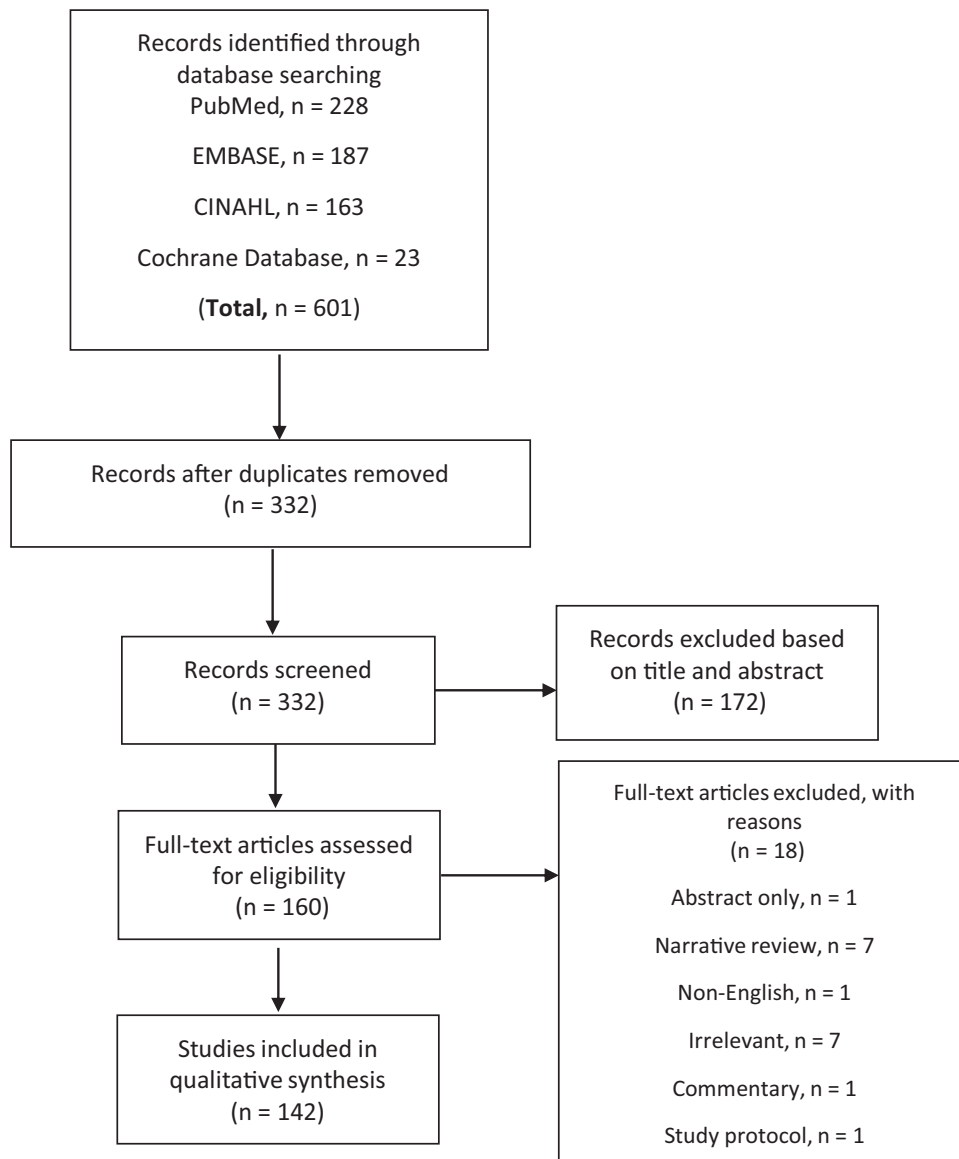 Records identified through
database searching
PubMed, n = 228
EMBASE, n = 187
CINAHL, n = 163
Cochrane Database, n = 23
(Total, n = 601)
Records after duplicates removed
(n = 332)
Records screened
(n = 332)
Records excluded based
on title and abstract
(n = 172)
Full-text articles assessed
for eligibility
(n = 160)
Full-text articles excluded, with
reasons
(n = 18)
Abstract only, n = 1
Narrative review, n = 7
Non-English, n = 1
Irrelevant, n = 7
Commentary, n = 1
Study protocol, n = 1
Studies included in
qualitative synthesis
(n = 142)